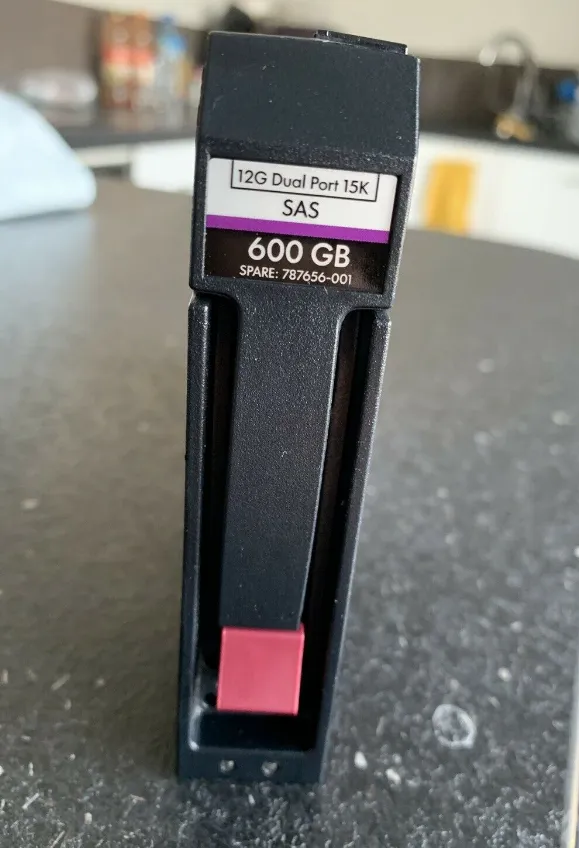 12G Dual Port 15K
SAS
600 GB
SPARE: 787656-001